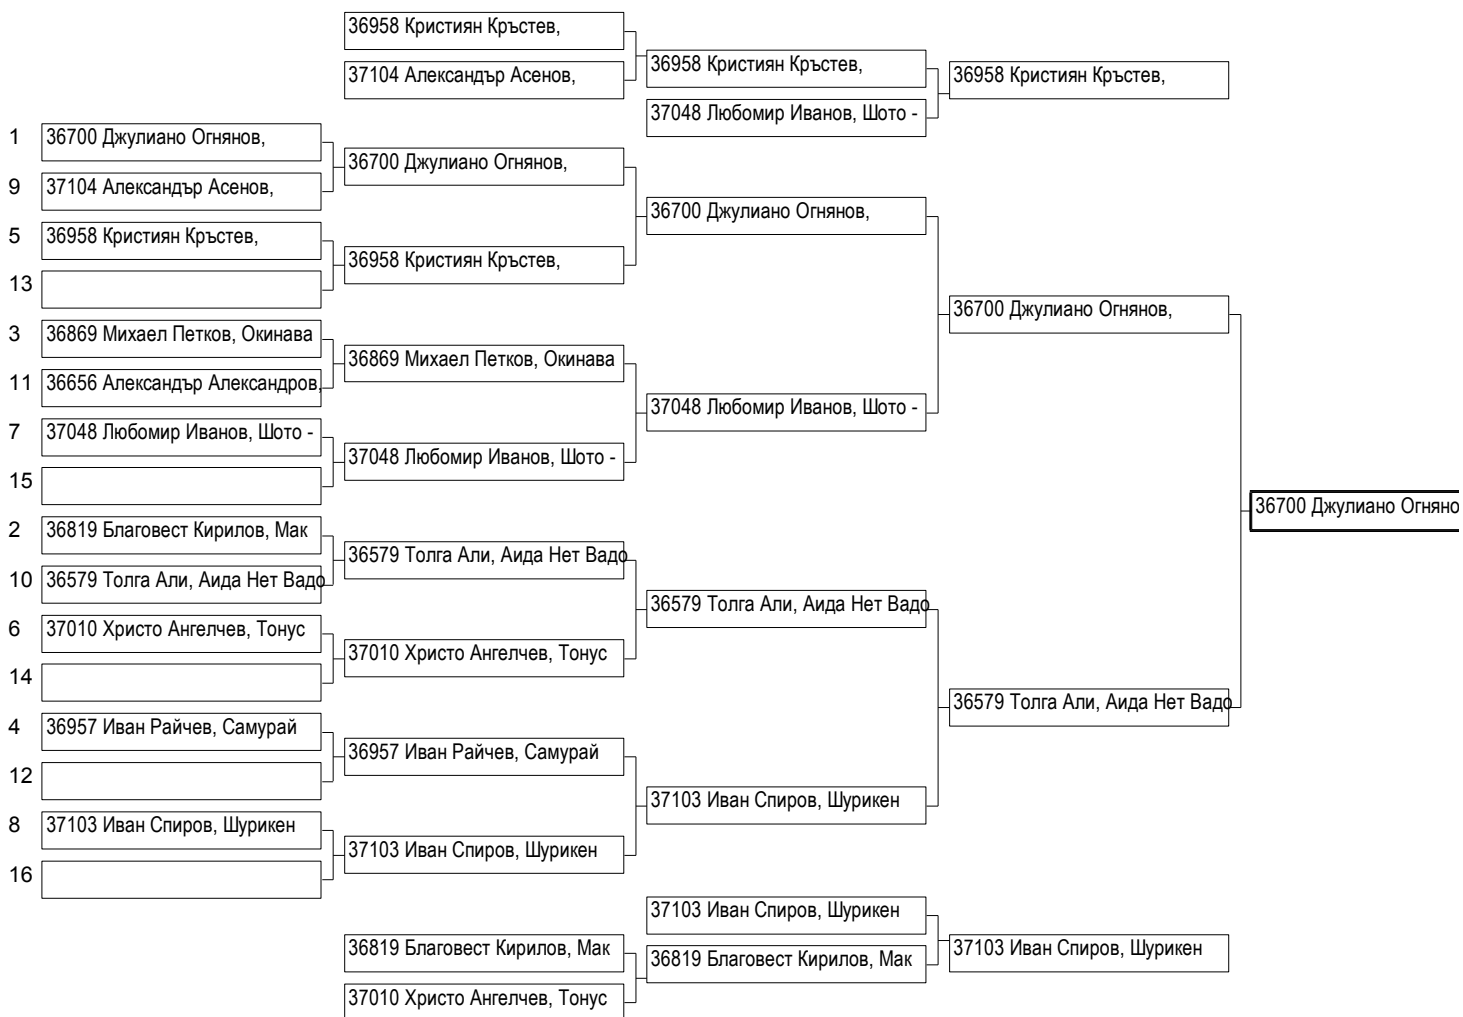 36958 Кристиян Кръстев,
37104 Александър Асенов,
36958 Кристиян Кръстев,
37048 Любомир Иванов, Шото -
36958 Кристиян Кръстев,
1 36700 Джулиано Огнянов,
9 37104 Александър Асенов,
5 36958 Кристиян Кръстев,
13
3 36869 Михаел Петков, Окинава
11 36656 Александър Александров,
7 37048 Любомир Иванов, Шото -
15
2 36819 Благовест Кирилов, Мак
10 36579 Толга Али, Аида Нет Вадо
6 37010 Христо Ангелчев, Тонус
14
4 36957 Иван Райчев, Самурай
12
8 37103 Иван Спиров, Шурикен
16
36700 Джулиано Огнянов,
36958 Кристиян Кръстев,
36869 Михаел Петков, Окинава
37048 Любомир Иванов, Шото -
36579 Толга Али, Аида Нет Вадо
37010 Христо Ангелчев, Тонус
36957 Иван Райчев, Самурай
37103 Иван Спиров, Шурикен
36700 Джулиано Огнянов,
37048 Любомир Иванов, Шото -
36579 Толга Али, Аида Нет Вадо
37103 Иван Спиров, Шурикен
36700 Джулиано Огнянов,
36579 Толга Али, Аида Нет Вадо
36700 Джулиано Огняно
36819 Благовест Кирилов, Мак
37010 Христо Ангелчев, Тонус
37103 Иван Спиров, Шурикен
36819 Благовест Кирилов, Мак
37103 Иван Спиров, Шурикен